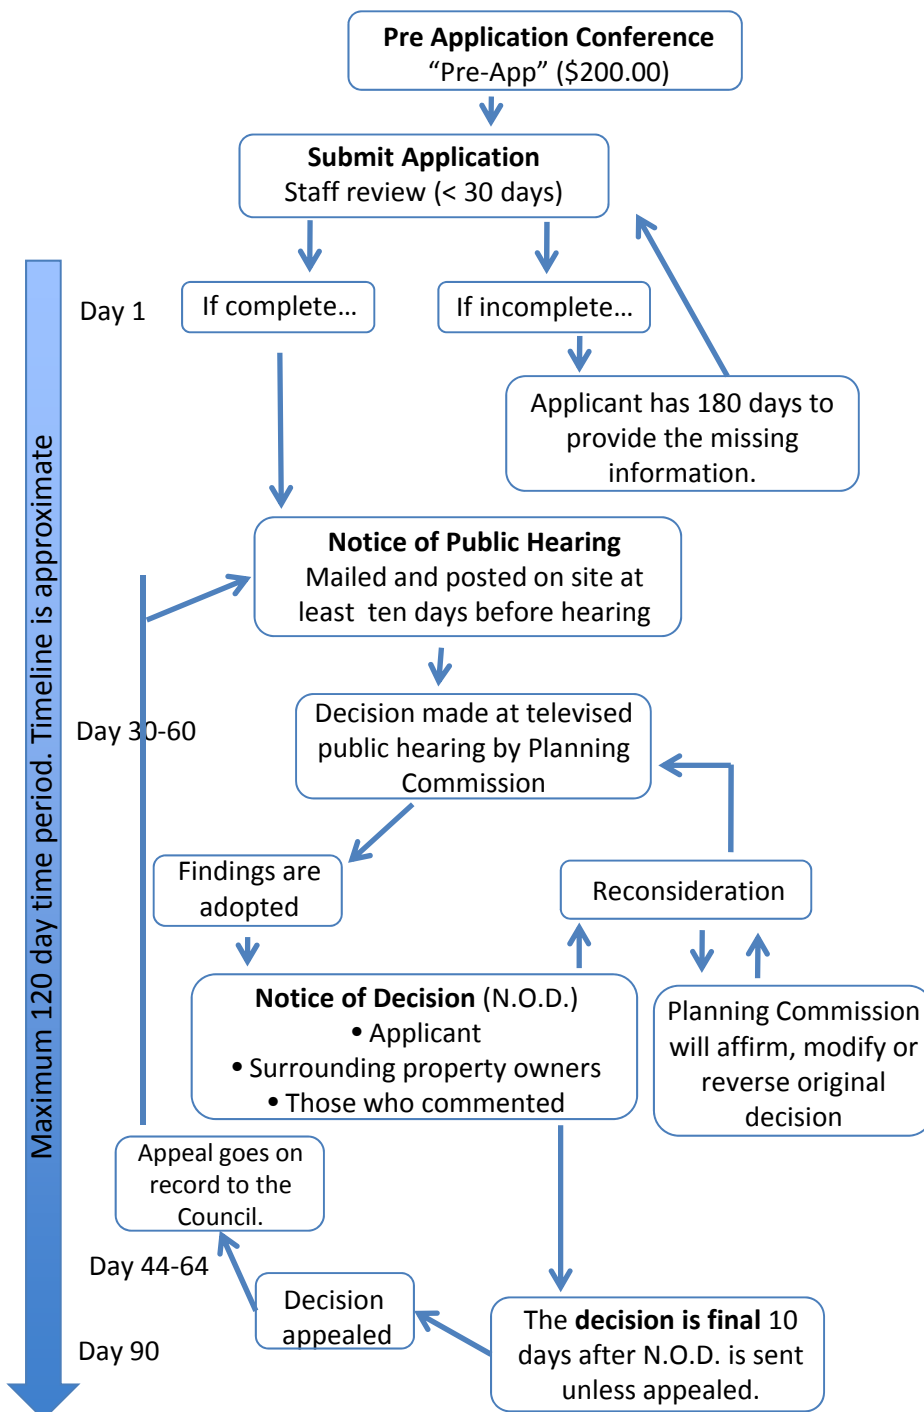 Pre Application Conference
“Pre-App” ($200.00)
Submit Application
Staff review (< 30 days)
Day 1
If complete…
If incomplete…
Applicant has 180 days to
provide the missing
information.
Maximum 120 day time period. Timeline is approximate
Notice of Public Hearing
Mailed and posted on site at
least ten days before hearing
Day 30-60
Decision made at televised
public hearing by Planning
Commission
Findings are
adopted
Reconsideration
Notice of Decision (N.O.D.)
• Applicant
• Surrounding property owners
• Those who commented
Planning Commission
will affirm, modify or
reverse original
decision
Appeal goes on
record to the
Council.
Day 44-64
Decision
appealed
The decision is final 10
days after N.O.D. is sent
unless appealed.
Day 90